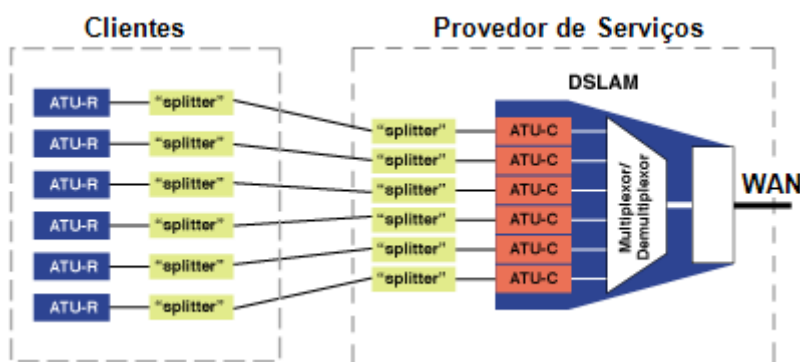 Clientes
Provedor de Serviços
DSLAM
ATU-R "splitter"
ATU-R "splitter"
ATU-R "splitter"
ATU-R "splitter"
ATU-R "splitter"
ATU-R "splitter"
"splitter" ATU-C
"splitter" ATU-C
"splitter" ATU-C
"splitter" ATU-C
"splitter" ATU-C
"splitter" ATU-C
Multiplexor/
Demultiplexor
WAN